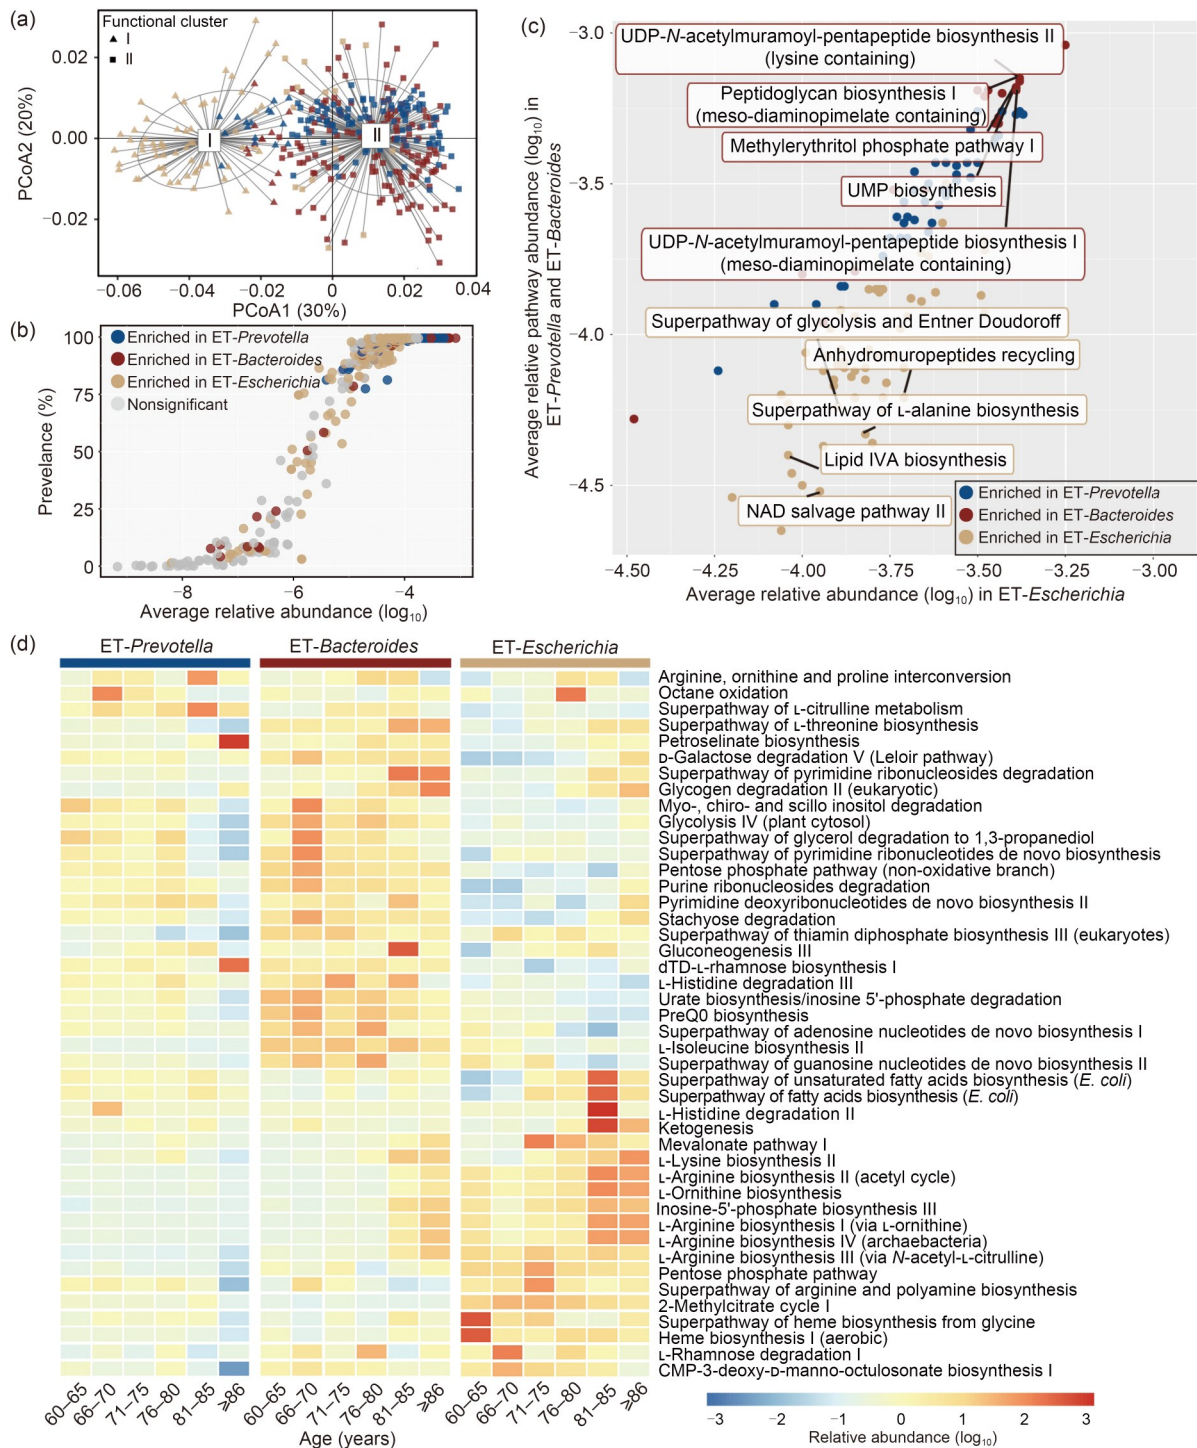 (a)
Functional cluster
I
II
0.02
0.00
−0.02
PCoA2 (20%)
I
II
−0.06
−0.04
−0.02
0.00
0.02
0.04
PCoA1 (30%)
(b)
100
75
50
25
0
Prevelance (%)
Enriched in ET-Prevotella
Enriched in ET-Bacteroides
Enriched in ET-Escherichia
Nonsignificant
−8
−6
−4
Average relative abundance (log₁₀)
(c)
Average relative pathway abundance (log₁₀) in
ET-Prevotella and ET-Bacteroides
−3.0
−3.5
−4.0
−4.5
UDP-N-acetylmuramoyl-pentapeptide biosynthesis II
(lysine containing)
Peptidoglycan biosynthesis I
(meso-diaminopimelate containing)
Methylerythritol phosphate pathway I
UMP biosynthesis
UDP-N-acetylmuramoyl-pentapeptide biosynthesis I
(meso-diaminopimelate containing)
Superpathway of glycolysis and Entner Doudoroff
Anhydromuropeptides recycling
Superpathway of ʟ-alanine biosynthesis
Lipid IVA biosynthesis
NAD salvage pathway II
Enriched in ET-Prevotella
Enriched in ET-Bacteroides
Enriched in ET-Escherichia
−4.50
−4.25
−4.00
−3.75
−3.50
−3.25
−3.00
Average relative abundance (log₁₀) in ET-Escherichia
(d)
ET-Prevotella
ET-Bacteroides
ET-Escherichia
Arginine, ornithine and proline interconversion
Octane oxidation
Superpathway of ʟ-citrulline metabolism
Superpathway of ʟ-threonine biosynthesis
Petroselinate biosynthesis
ᴅ-Galactose degradation V (Leloir pathway)
Superpathway of pyrimidine ribonucleosides degradation
Glycogen degradation II (eukaryotic)
Myo-, chiro- and scillo inositol degradation
Glycolysis IV (plant cytosol)
Superpathway of glycerol degradation to 1,3-propanediol
Superpathway of pyrimidine ribonucleotides de novo biosynthesis
Pentose phosphate pathway (non-oxidative branch)
Purine ribonucleosides degradation
Pyrimidine deoxyribonucleotides de novo biosynthesis II
Stachyose degradation
Superpathway of thiamin diphosphate biosynthesis III (eukaryotes)
Gluconeogenesis III
dTD-ʟ-rhamnose biosynthesis I
ʟ-Histidine degradation III
Urate biosynthesis/inosine 5'-phosphate degradation
PreQ0 biosynthesis
Superpathway of adenosine nucleotides de novo biosynthesis I
ʟ-Isoleucine biosynthesis II
Superpathway of guanosine nucleotides de novo biosynthesis II
Superpathway of unsaturated fatty acids biosynthesis (E. coli)
Superpathway of fatty acids biosynthesis (E. coli)
ʟ-Histidine degradation II
Ketogenesis
Mevalonate pathway I
ʟ-Lysine biosynthesis II
ʟ-Arginine biosynthesis II (acetyl cycle)
ʟ-Ornithine biosynthesis
Inosine-5'-phosphate biosynthesis III
ʟ-Arginine biosynthesis I (via ʟ-ornithine)
ʟ-Arginine biosynthesis IV (archaebacteria)
ʟ-Arginine biosynthesis III (via N-acetyl-ʟ-citrulline)
Pentose phosphate pathway
Superpathway of arginine and polyamine biosynthesis
2-Methylcitrate cycle I
Superpathway of heme biosynthesis from glycine
Heme biosynthesis I (aerobic)
ʟ-Rhamnose degradation I
CMP-3-deoxy-ᴅ-manno-octulosonate biosynthesis I
60–65
66–70
71–75
76–80
81–85
≥86
60–65
66–70
71–75
76–80
81–85
≥86
60–65
66–70
71–75
76–80
81–85
≥86
Age (years)
−3
−2
−1
0
1
2
3
Relative abundance (log₁₀)